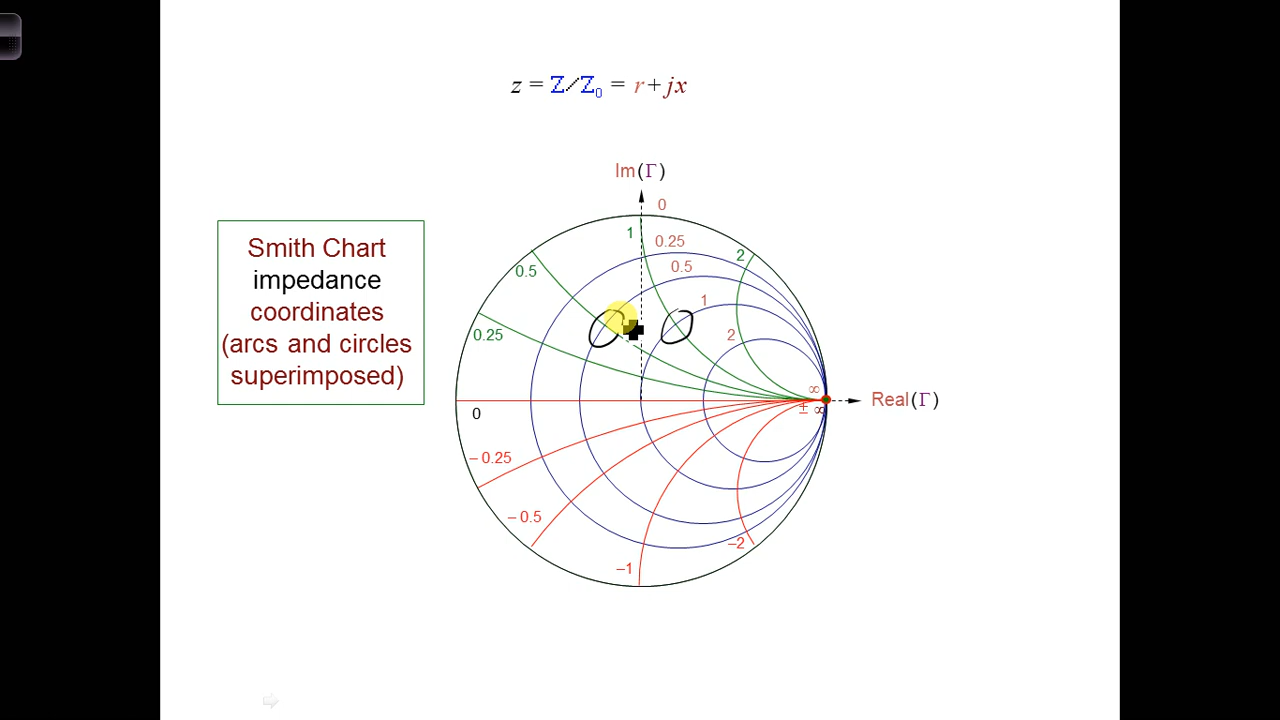 z = Z/Z₀ = r + jx
Im(Γ)
0
1
0.25
2
0.5
0.5
1
0.25
2
Smith Chart
impedance
coordinates
(arcs and circles
superimposed)
∞
0
± ∞
Real(Γ)
– 0.25
– 0.5
–2
–1